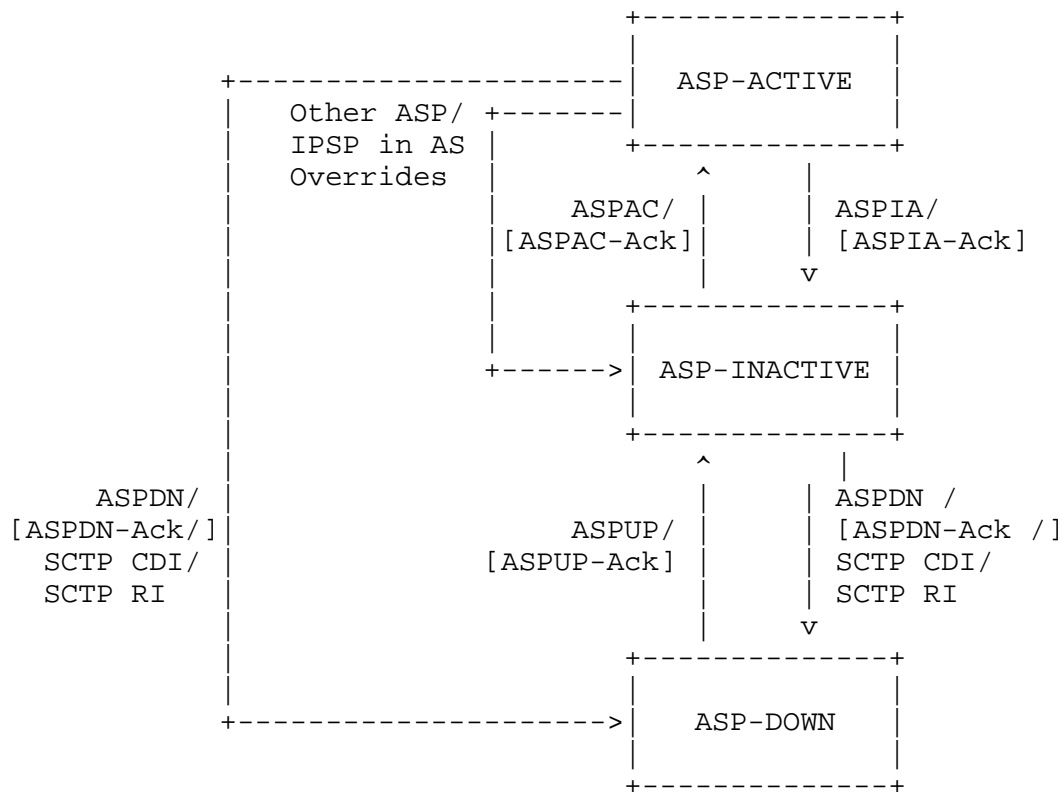 ASP-ACTIVE
Other ASP/
IPSP in AS
Overrides
ASPAC/
[ASPAC-Ack]
ASPIA/
[ASPIA-Ack]
ASP-INACTIVE
ASPDN/
[ASPDN-Ack/]
SCTP CDI/
SCTP RI
ASPUP/
[ASPUP-Ack]
ASPDN /
[ASPDN-Ack /]
SCTP CDI/
SCTP RI
ASP-DOWN